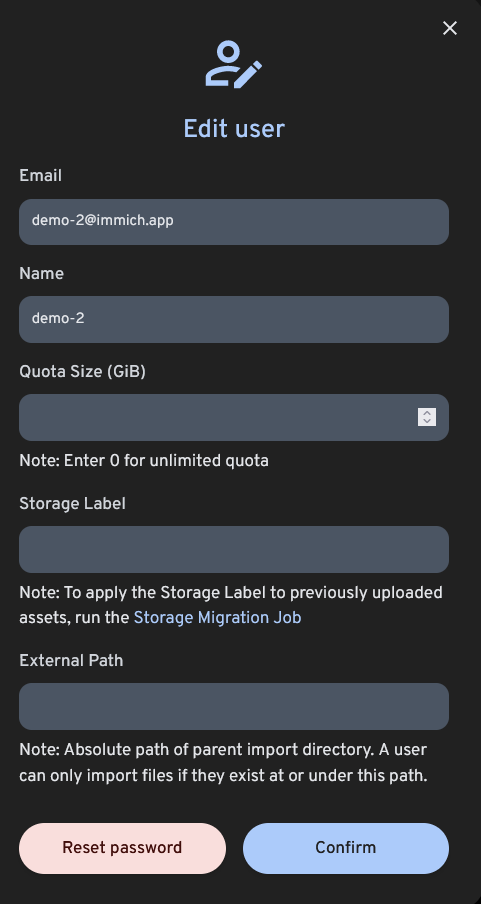 Edit user
Email
demo-2@immich.app
Name
demo-2
Quota Size (GiB)
Note: Enter 0 for unlimited quota
Storage Label
Note: To apply the Storage Label to previously uploaded
assets, run the Storage Migration Job
External Path
Note: Absolute path of parent import directory. A user
can only import files if they exist at or under this path.
Reset password
Confirm